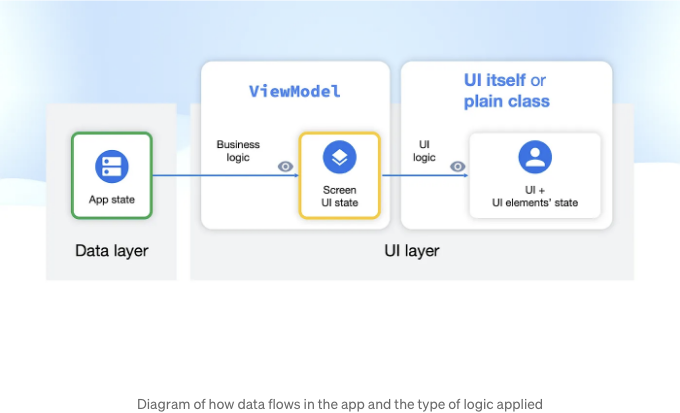 ViewModel
UI itself or
plain class
Business
logic
UI
logic
App state
Screen
UI state
UI +
UI elements' state
Data layer
UI layer
Diagram of how data flows in the app and the type of logic applied